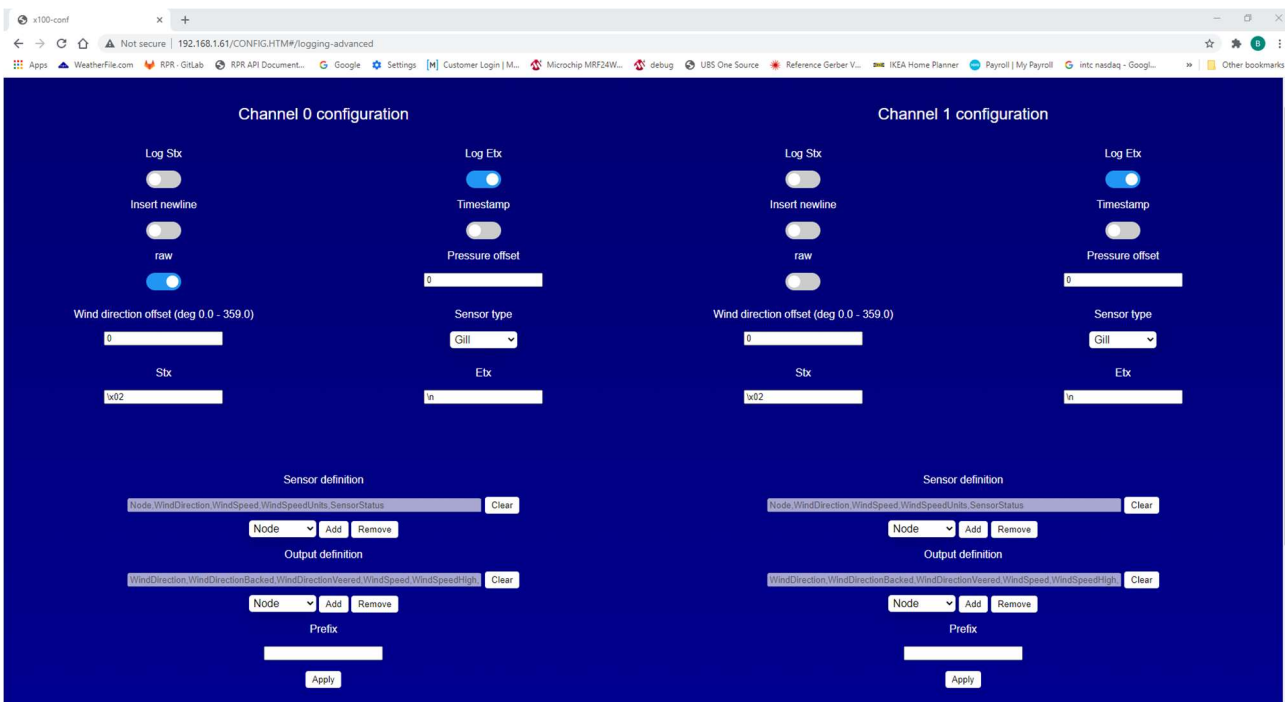 x100-conf
Not secure | 192.168.1.61/CONFIG.HTM#/logging-advanced
Apps WeatherFile.com RPR - GitLab RPR API Document... Google Settings Customer Login | M... Microchip MRF24W... debug UBS One Source Reference Gerber V... IKEA Home Planner Payroll | My Payroll intc nasdaq - Googl... » Other bookmarks
Channel 0 configuration Channel 1 configuration
Log Stx Log Etx Log Stx Log Etx
Insert newline Timestamp Insert newline Timestamp
raw Pressure offset raw Pressure offset
0 0
Wind direction offset (deg 0.0 - 359.0) Sensor type Wind direction offset (deg 0.0 - 359.0) Sensor type
0 Gill 0 Gill
Stx Etx Stx Etx
\x02 \n \x02 \n
Sensor definition Sensor definition
Node,WindDirection,WindSpeed,WindSpeedUnits,SensorStatus Clear Node,WindDirection,WindSpeed,WindSpeedUnits,SensorStatus Clear
Node Add Remove Node Add Remove
Output definition Output definition
WindDirection,WindDirectionBacked,WindDirectionVeered,WindSpeed,WindSpeedHigh, Clear WindDirection,WindDirectionBacked,WindDirectionVeered,WindSpeed,WindSpeedHigh, Clear
Node Add Remove Node Add Remove
Prefix Prefix
Apply Apply